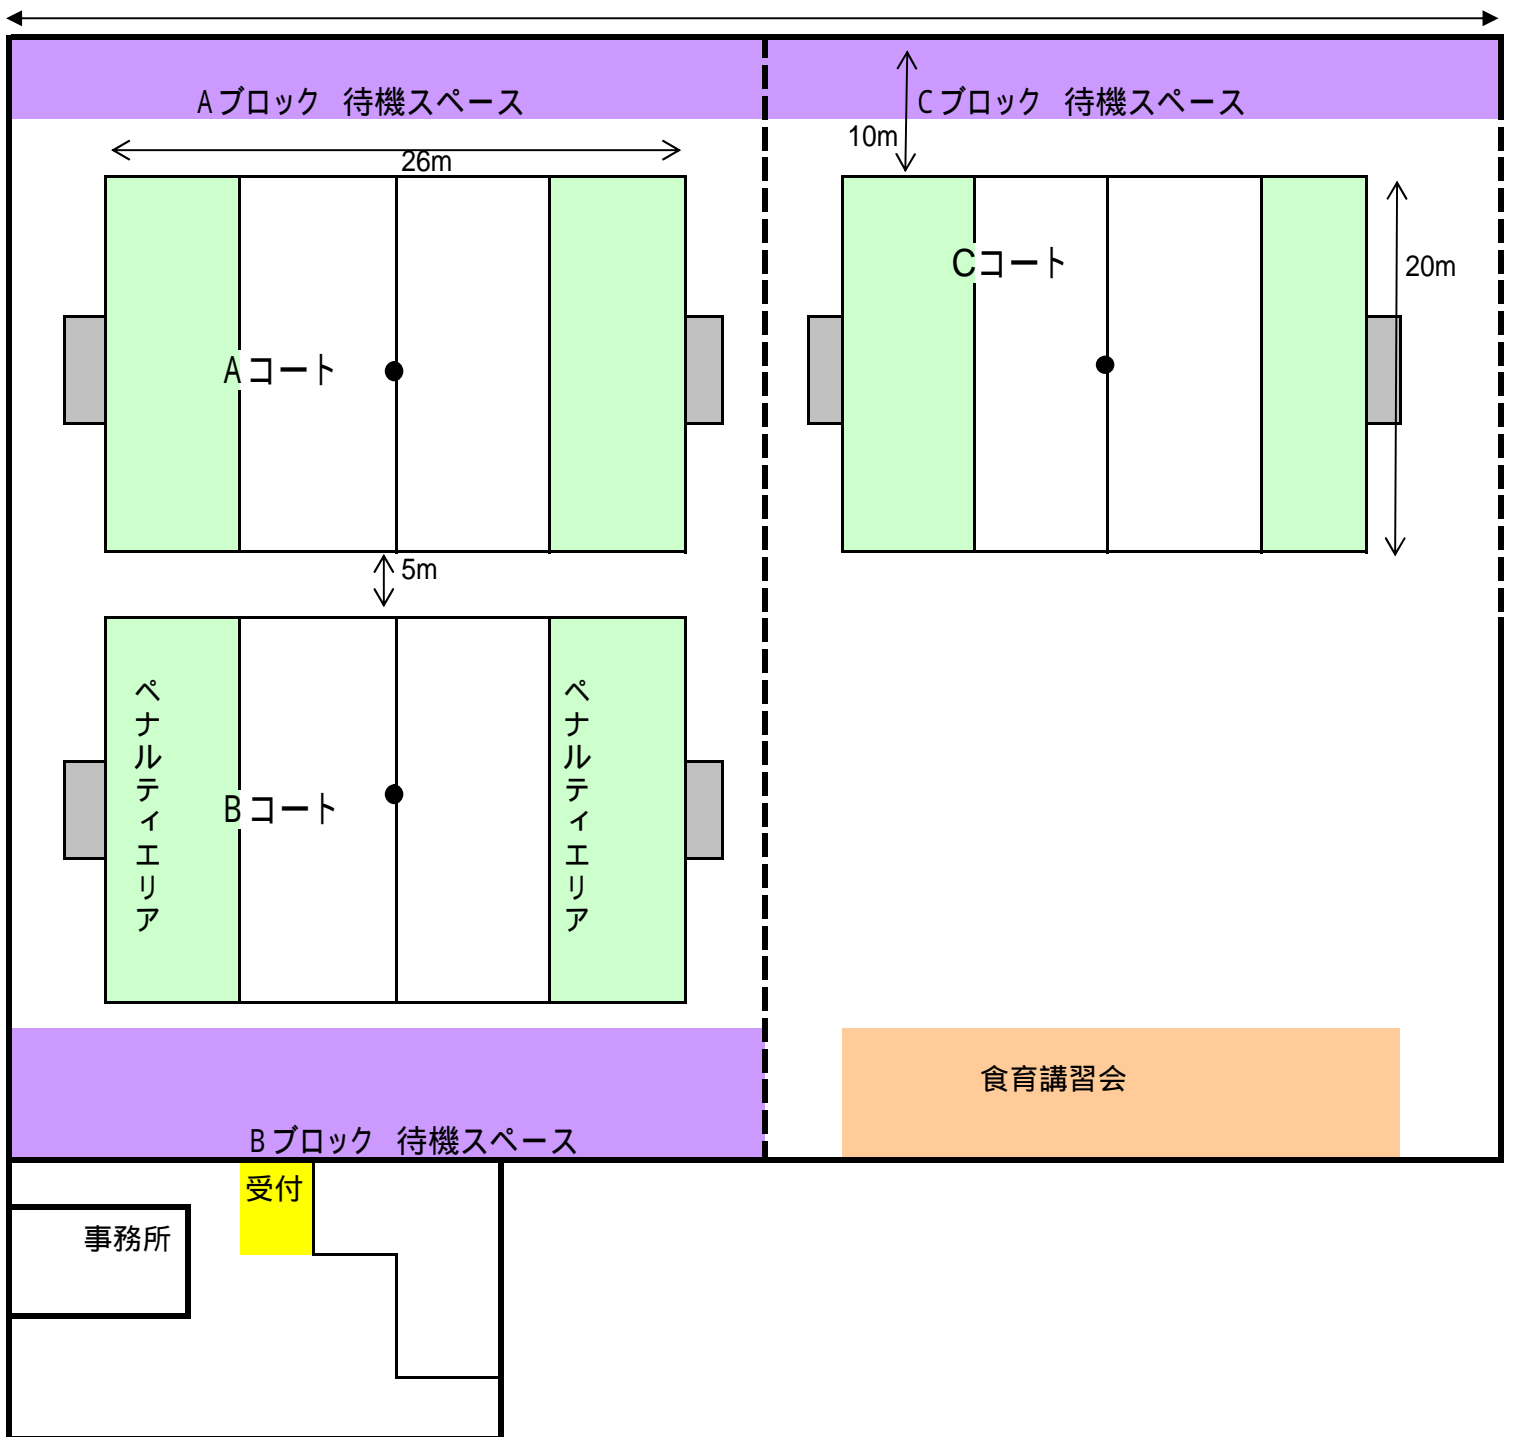 Aブロック　待機スペース
Cブロック　待機スペース
10m
26m
Cコート
20m
Aコート
5m
ペナルティエリア
ペナルティエリア
Bコート
食育講習会
Bブロック　待機スペース
受付
事務所